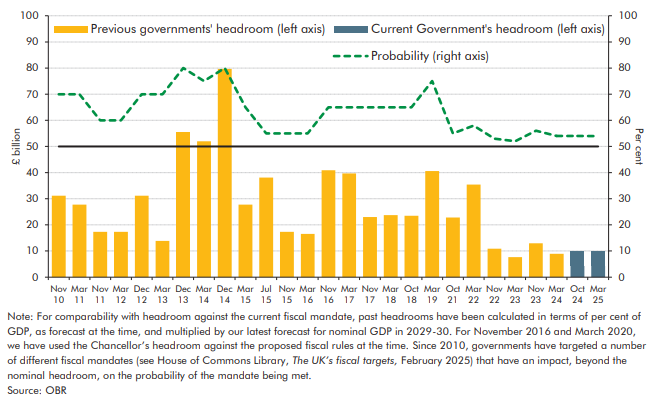 100 100
Previous governments' headroom (left axis) Current Government's headroom (left axis)
90 90
Probability (right axis)
80 80
70 70
60 60
£ billion
50 50
Per cent
40 40
30 30
20 20
10 10
0 0
Nov Mar Nov Mar Dec Mar Dec Mar Dec Mar Jul Nov Mar Nov Mar Nov Mar Oct Mar Oct Mar Nov Mar Nov Mar Oct Mar
10 11 11 12 12 13 13 14 14 15 15 15 16 16 17 17 18 18 19 21 22 22 23 23 24 24 25
Note: For comparability with headroom against the current fiscal mandate, past headrooms have been calculated in terms of per cent of
GDP, as forecast at the time, and multiplied by our latest forecast for nominal GDP in 2029-30. For November 2016 and March 2020,
we have used the Chancellor's headroom against the proposed fiscal rules at the time. Since 2010, governments have targeted a number
of different fiscal mandates (see House of Commons Library, The UK's fiscal targets, February 2025) that have an impact, beyond the
nominal headroom, on the probability of the mandate being met.
Source: OBR